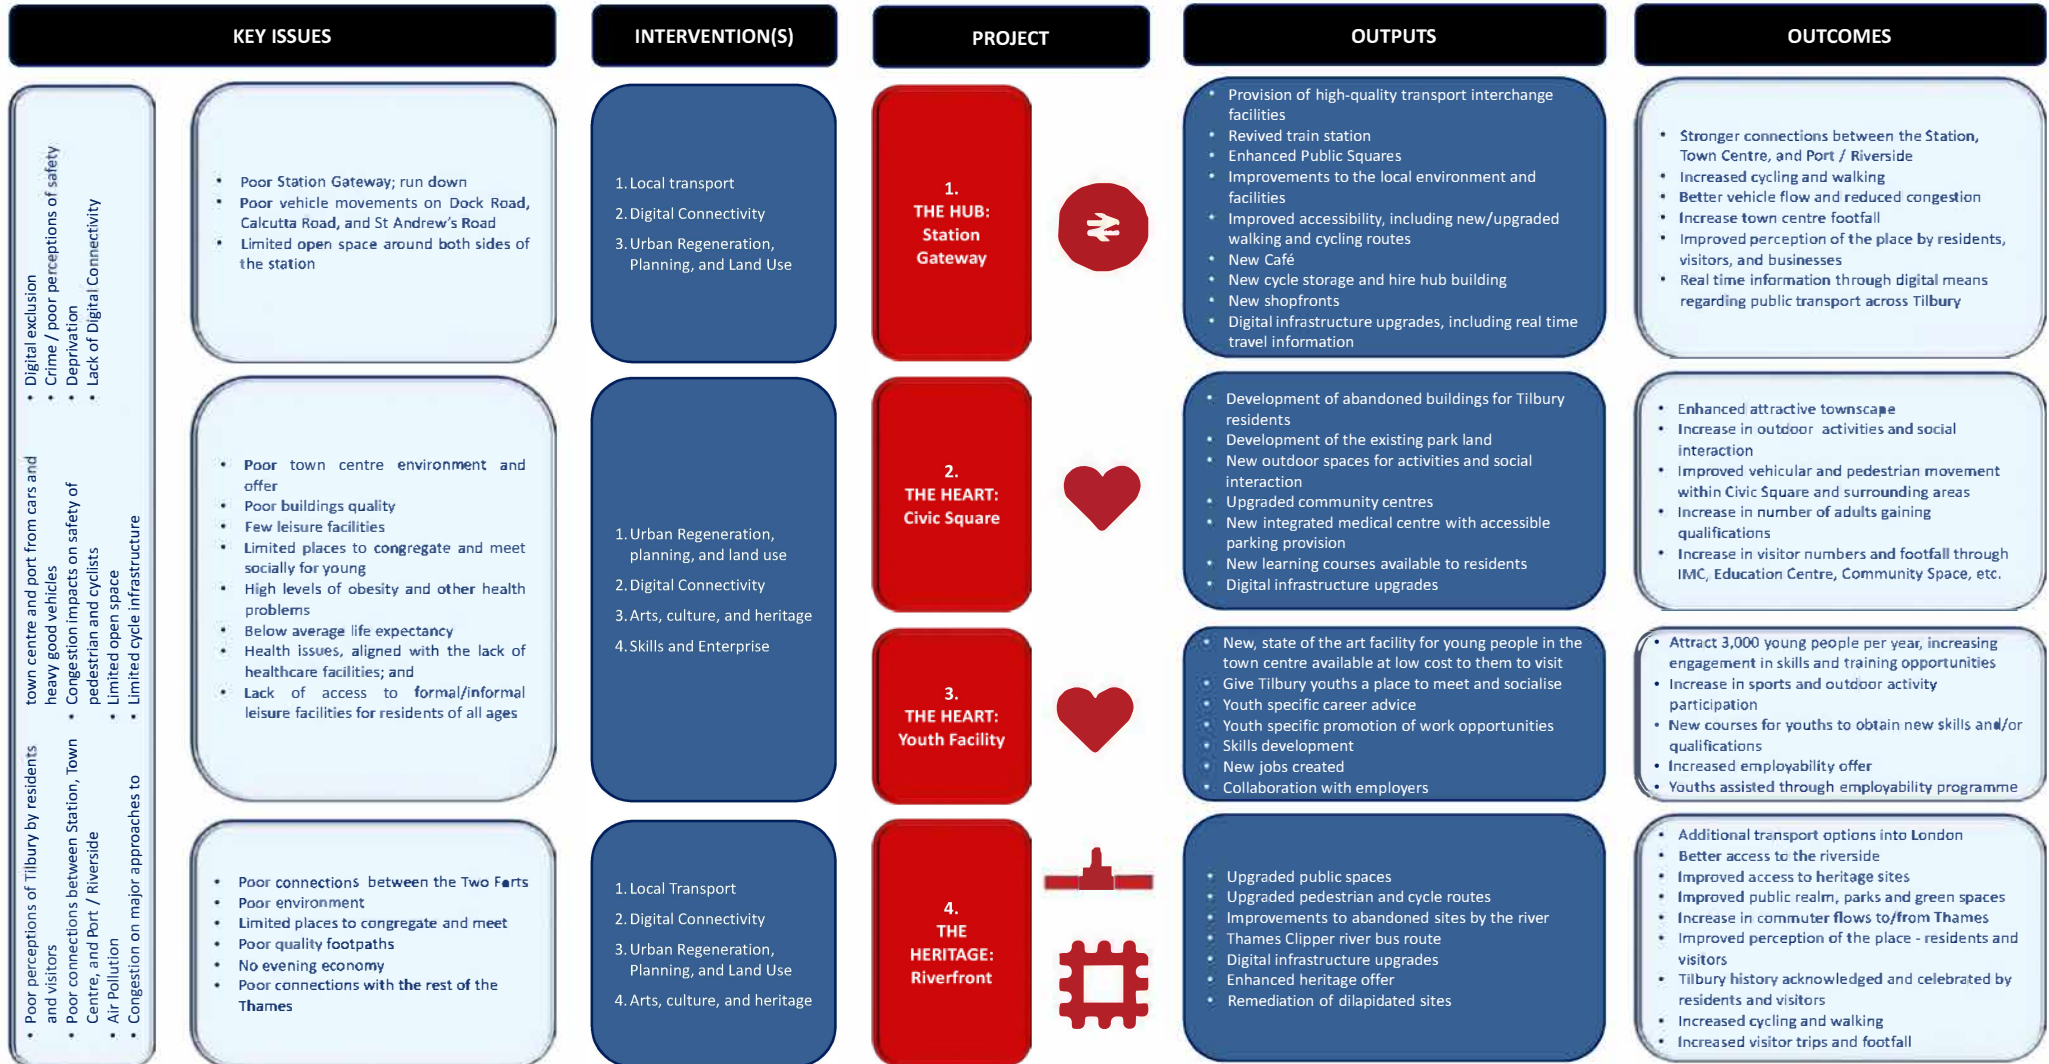 KEY ISSUES
INTERVENTION(S)
PROJECT
OUTPUTS
OUTCOMES
• Poor perceptions of Tilbury by residents
and visitors
• Poor connections between Station, Town
Centre, and Port / Riverside
• Air Pollution
• Congestion on major approaches to
town centre and port from cars and
heavy good vehicles
• Congestion impacts on safety of
pedestrian and cyclists
• Limited open space
• Limited cycle infrastructure
• Digital exclusion
• Crime / poor perceptions of safety
• Deprivation
• Lack of Digital Connectivity
• Poor Station Gateway; run down
• Poor vehicle movements on Dock Road,
Calcutta Road, and St Andrew's Road
• Limited open space around both sides of
the station
1. Local transport
2. Digital Connectivity
3. Urban Regeneration,
Planning, and Land Use
1.
THE HUB:
Station
Gateway
• Provision of high-quality transport interchange
facilities
• Revived train station
• Enhanced Public Squares
• Improvements to the local environment and
facilities
• Improved accessibility, including new/upgraded
walking and cycling routes
• New Café
• New cycle storage and hire hub building
• New shopfronts
• Digital infrastructure upgrades, including real time
travel information
• Stronger connections between the Station,
Town Centre, and Port / Riverside
• Increased cycling and walking
• Better vehicle flow and reduced congestion
• Increase town centre footfall
• Improved perception of the place by residents,
visitors, and businesses
• Real time information through digital means
regarding public transport across Tilbury
• Poor town centre environment and
offer
• Poor buildings quality
• Few leisure facilities
• Limited places to congregate and meet
socially for young
• High levels of obesity and other health
problems
• Below average life expectancy
• Health issues, aligned with the lack of
healthcare facilities; and
• Lack of access to formal/informal
leisure facilities for residents of all ages
1. Urban Regeneration,
planning, and land use
2. Digital Connectivity
3. Arts, culture, and heritage
4. Skills and Enterprise
2.
THE HEART:
Civic Square
• Development of abandoned buildings for Tilbury
residents
• Development of the existing park land
• New outdoor spaces for activities and social
interaction
• Upgraded community centres
• New integrated medical centre with accessible
parking provision
• New learning courses available to residents
• Digital infrastructure upgrades
• Enhanced attractive townscape
• Increase in outdoor activities and social
interaction
• Improved vehicular and pedestrian movement
within Civic Square and surrounding areas
• Increase in number of adults gaining
qualifications
• Increase in visitor numbers and footfall through
IMC, Education Centre, Community Space, etc.
3.
THE HEART:
Youth Facility
• New, state of the art facility for young people in the
town centre available at low cost to them to visit
• Give Tilbury youths a place to meet and socialise
• Youth specific career advice
• Youth specific promotion of work opportunities
• Skills development
• New jobs created
• Collaboration with employers
• Attract 3,000 young people per year, increasing
engagement in skills and training opportunities
• Increase in sports and outdoor activity
participation
• New courses for youths to obtain new skills and/or
qualifications
• Increased employability offer
• Youths assisted through employability programme
• Poor connections between the Two Forts
• Poor environment
• Limited places to congregate and meet
• Poor quality footpaths
• No evening economy
• Poor connections with the rest of the
Thames
1. Local Transport
2. Digital Connectivity
3. Urban Regeneration,
Planning, and Land Use
4. Arts, culture, and heritage
4.
THE
HERITAGE:
Riverfront
• Upgraded public spaces
• Upgraded pedestrian and cycle routes
• Improvements to abandoned sites by the river
• Thames Clipper river bus route
• Digital infrastructure upgrades
• Enhanced heritage offer
• Remediation of dilapidated sites
• Additional transport options into London
• Better access to the riverside
• Improved access to heritage sites
• Improved public realm, parks and green spaces
• Increase in commuter flows to/from Thames
• Improved perception of the place - residents and
visitors
• Tilbury history acknowledged and celebrated by
residents and visitors
• Increased cycling and walking
• Increased visitor trips and footfall